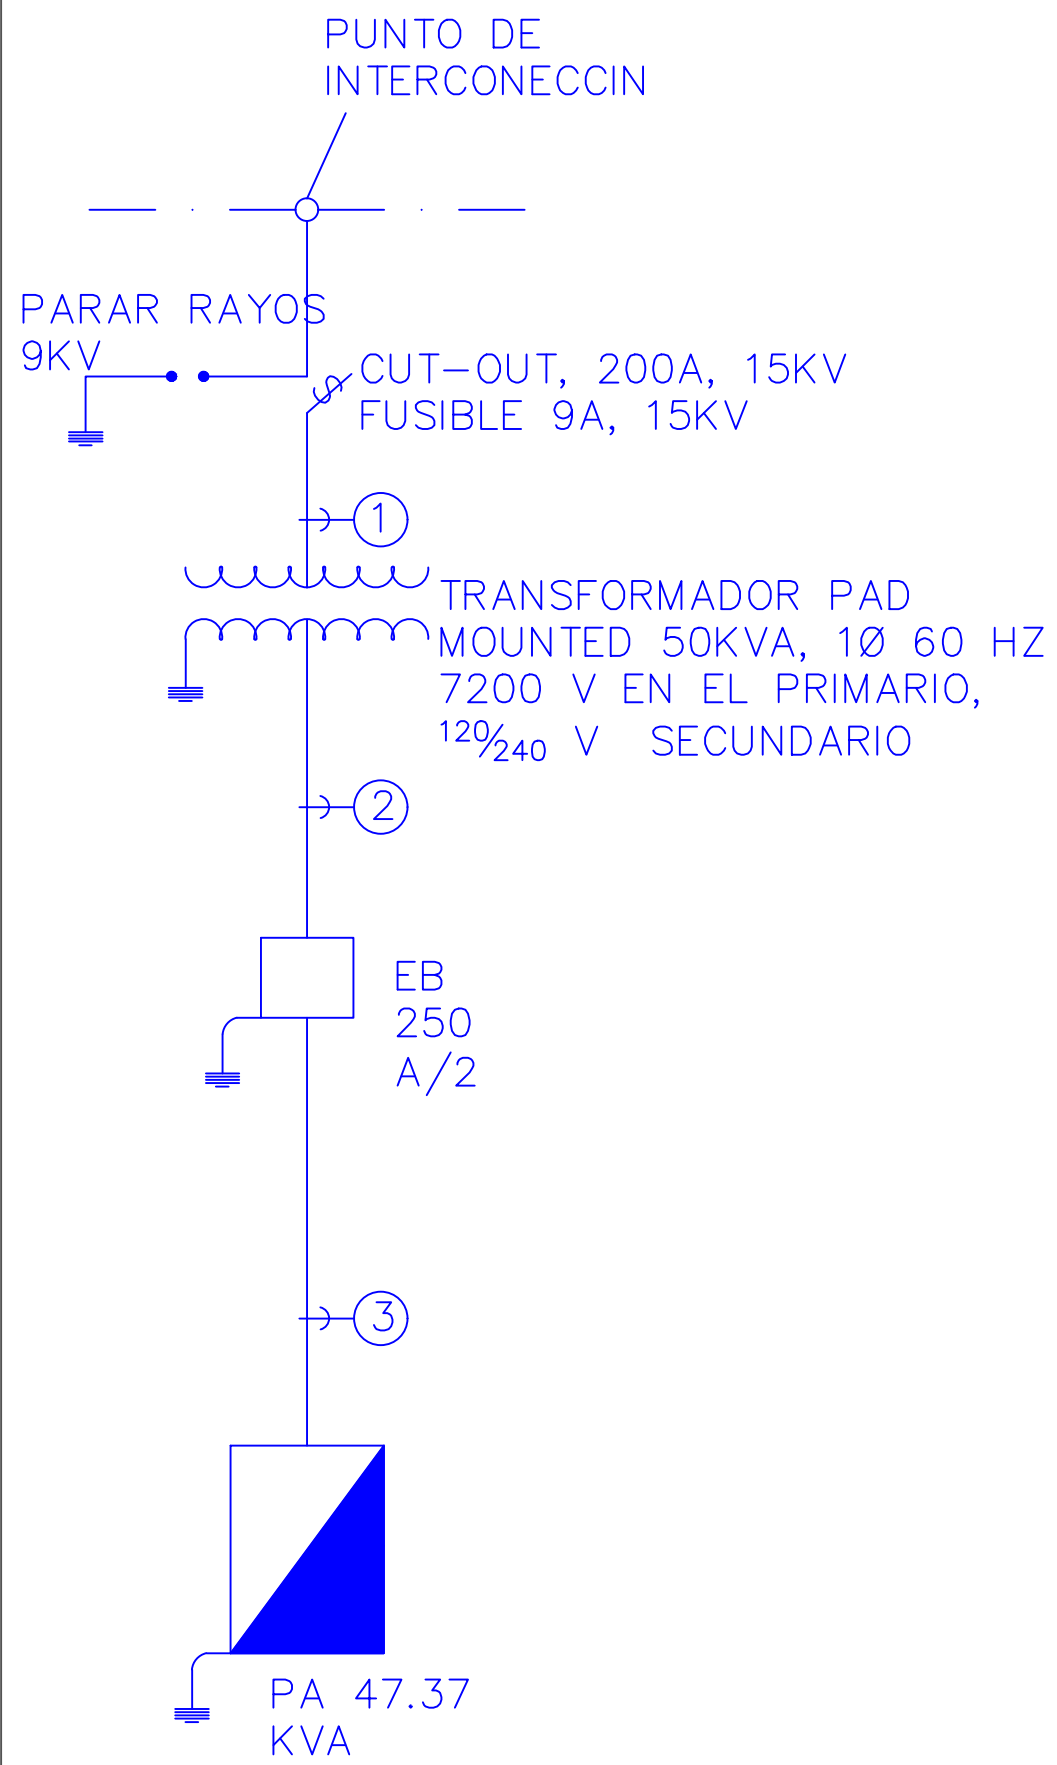 PUNTO DE
INTERCONECCIN
PARAR RAYOS
9KV
CUT-OUT, 200A, 15KV
FUSIBLE 9A, 15KV
1
TRANSFORMADOR PAD
MOUNTED 50KVA, 1Ø 60 HZ
7200 V EN EL PRIMARIO,
120/240 V SECUNDARIO
2
EB
250
A/2
3
PA 47.37
KVA